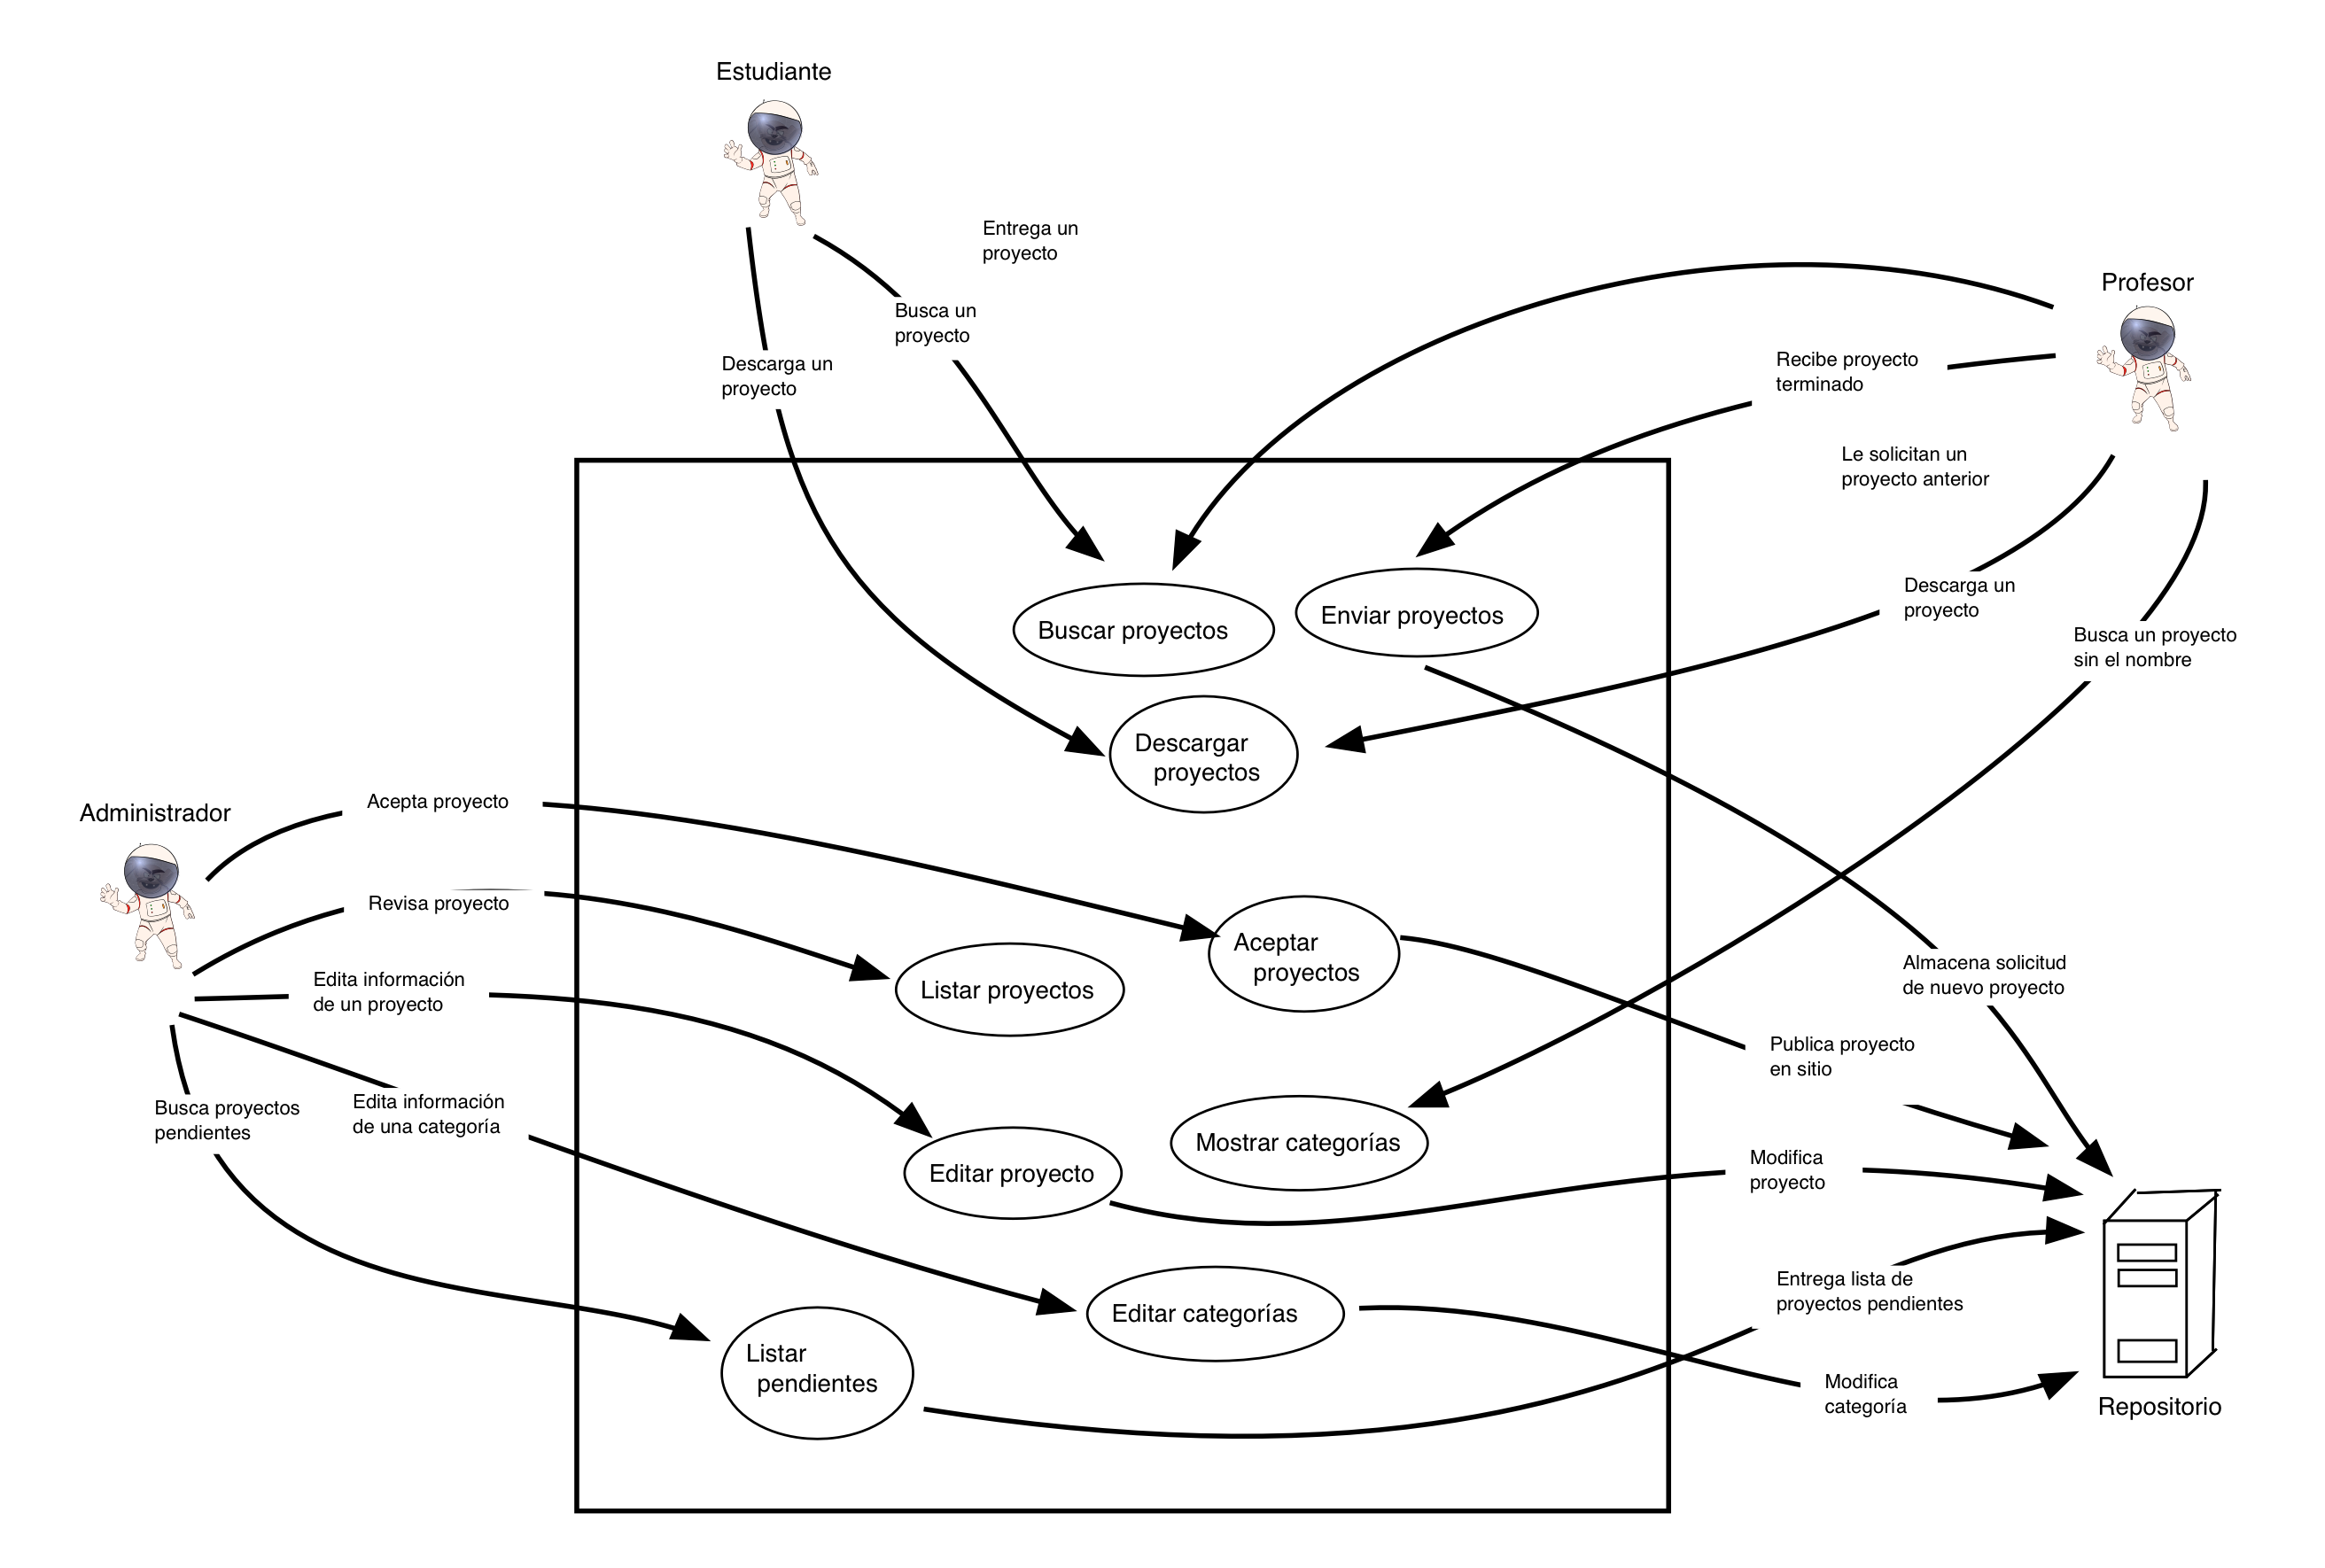 Estudiante
Entrega un
proyecto
Profesor
Busca un
proyecto
Recibe proyecto
terminado
Descarga un
proyecto
Le solicitan un
proyecto anterior
Descarga un
proyecto
Enviar proyectos
Buscar proyectos
Busca un proyecto
sin el nombre
Descargar
proyectos
Administrador
Acepta proyecto
Revisa proyecto
Aceptar
proyectos
Almacena solicitud
de nuevo proyecto
Edita información
de un proyecto
Listar proyectos
Publica proyecto
en sitio
Edita información
de una categoría
Busca proyectos
pendientes
Mostrar categorías
Editar proyecto
Modifica
proyecto
Entrega lista de
proyectos pendientes
Editar categorías
Listar
pendientes
Modifica
categoría
Repositorio